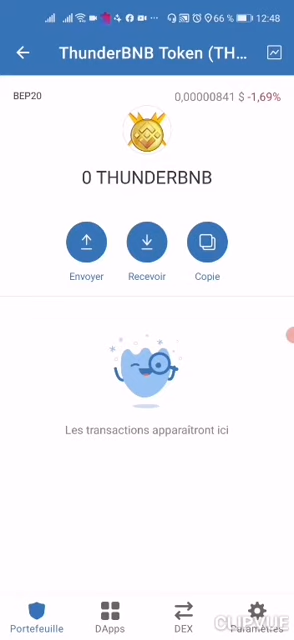 66 % 12:48
ThunderBNB Token (TH...
BEP20
0,00000841 $ -1,69%
0 THUNDERBNB
Envoyer
Recevoir
Copie
Les transactions apparaîtront ici
Portefeuille
DApps
DEX
Paramètres
CLIPVUE